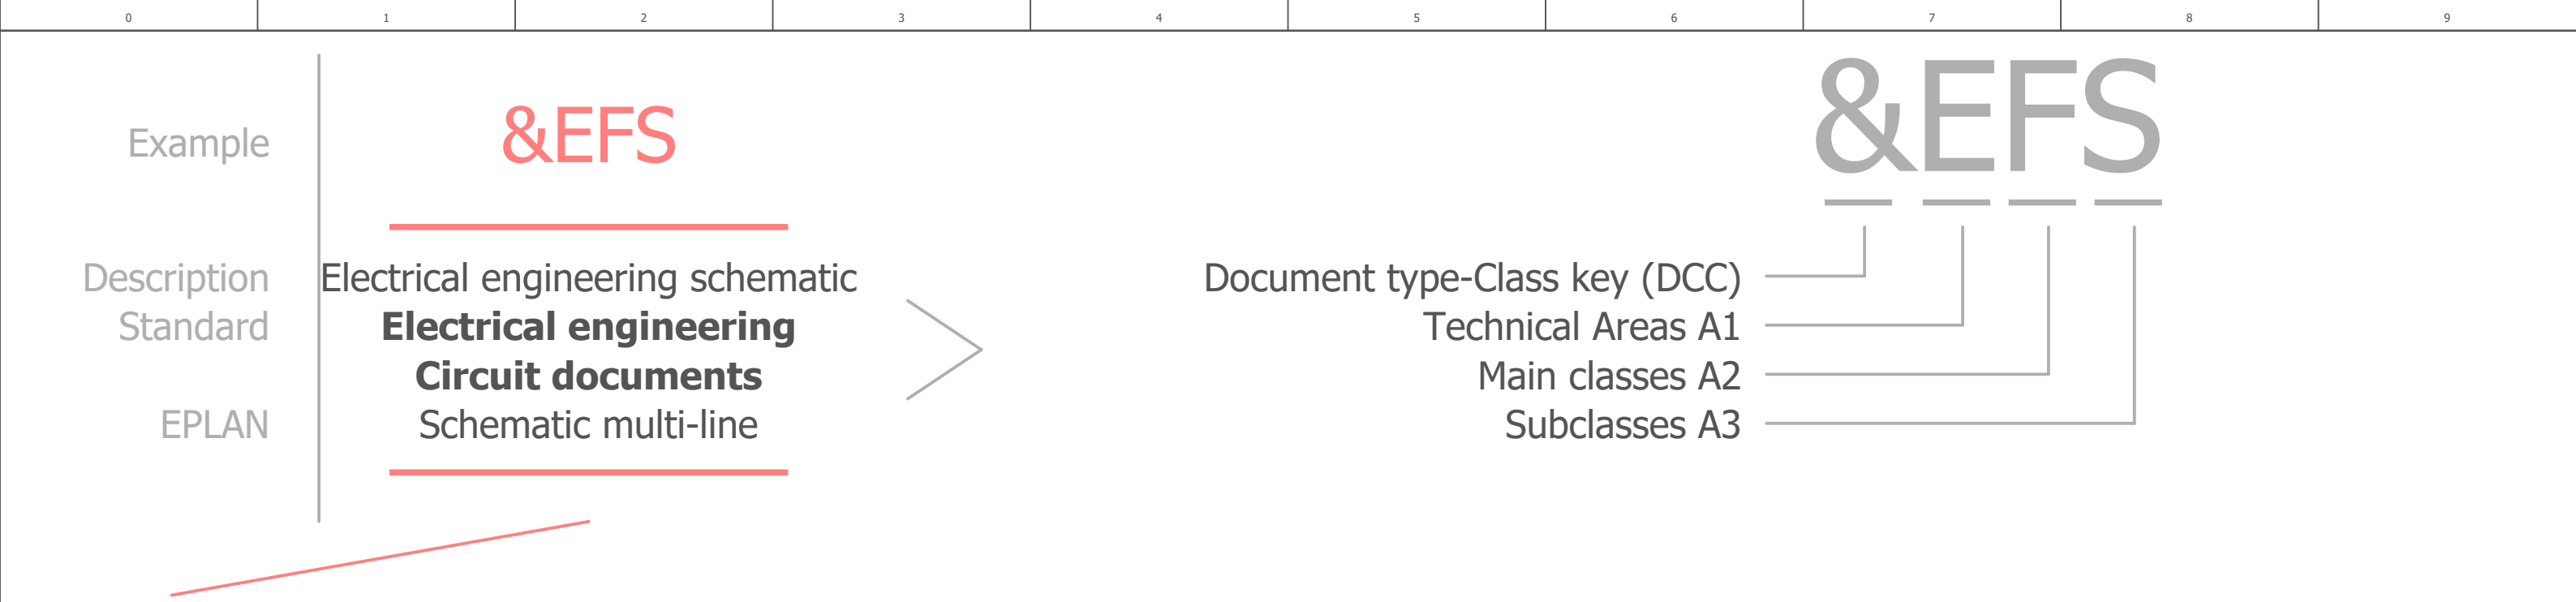 0 1 2 3 4 5 6 7 8 9
Example &EFS &EFS
Description Electrical engineering schematic Document type-Class key (DCC)
Standard Electrical engineering Technical Areas A1
Circuit documents Main classes A2
EPLAN Schematic multi-line Subclasses A3